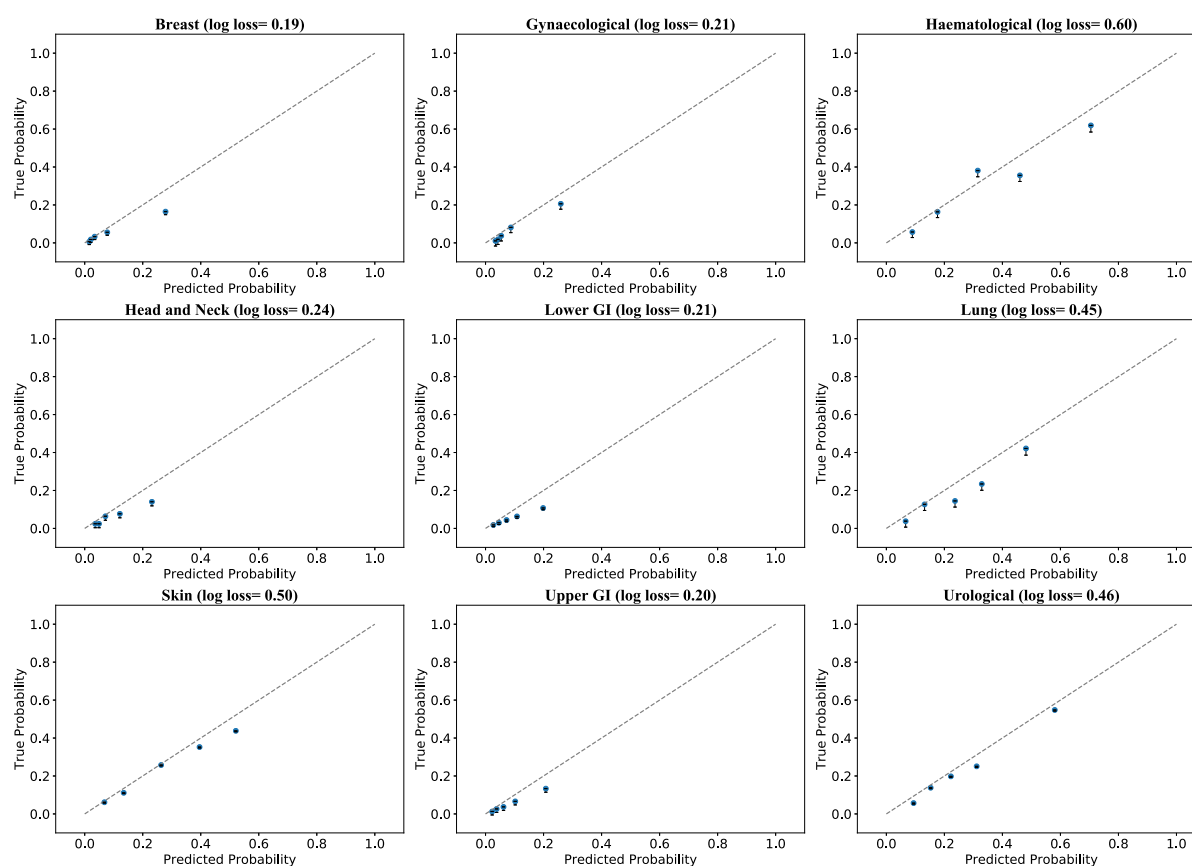 Breast (log loss= 0.19)
1.0
0.8
0.6
0.4
0.2
0.0
True Probability
0.0 0.2 0.4 0.6 0.8 1.0
Predicted Probability
Gynaecological (log loss= 0.21)
1.0
0.8
0.6
0.4
0.2
0.0
True Probability
0.0 0.2 0.4 0.6 0.8 1.0
Predicted Probability
Haematological (log loss= 0.60)
1.0
0.8
0.6
0.4
0.2
0.0
True Probability
0.0 0.2 0.4 0.6 0.8 1.0
Predicted Probability
Head and Neck (log loss= 0.24)
1.0
0.8
0.6
0.4
0.2
0.0
True Probability
0.0 0.2 0.4 0.6 0.8 1.0
Predicted Probability
Lower GI (log loss= 0.21)
1.0
0.8
0.6
0.4
0.2
0.0
True Probability
0.0 0.2 0.4 0.6 0.8 1.0
Predicted Probability
Lung (log loss= 0.45)
1.0
0.8
0.6
0.4
0.2
0.0
True Probability
0.0 0.2 0.4 0.6 0.8 1.0
Predicted Probability
Skin (log loss= 0.50)
1.0
0.8
0.6
0.4
0.2
0.0
True Probability
0.0 0.2 0.4 0.6 0.8 1.0
Predicted Probability
Upper GI (log loss= 0.20)
1.0
0.8
0.6
0.4
0.2
0.0
True Probability
0.0 0.2 0.4 0.6 0.8 1.0
Predicted Probability
Urological (log loss= 0.46)
1.0
0.8
0.6
0.4
0.2
0.0
True Probability
0.0 0.2 0.4 0.6 0.8 1.0
Predicted Probability